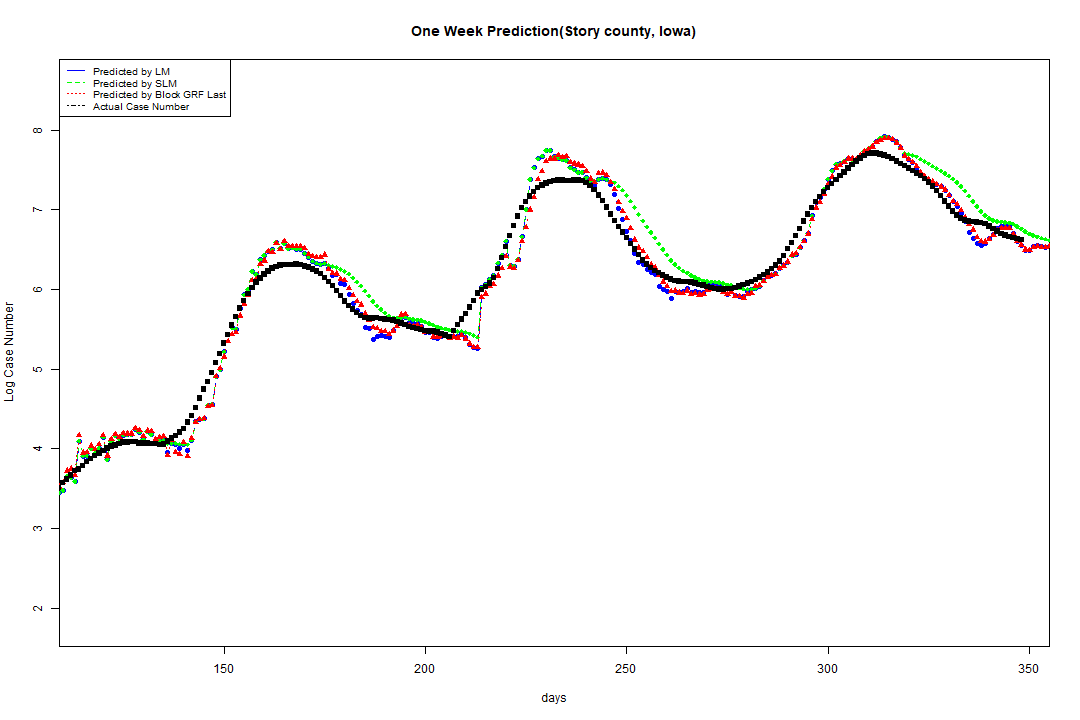 One Week Prediction(Story county, Iowa)
Predicted by LM
Predicted by SLM
Predicted by Block GRF Last
Actual Case Number
8
7
6
5
4
3
2
Log Case Number
150 200 250 300 350
days